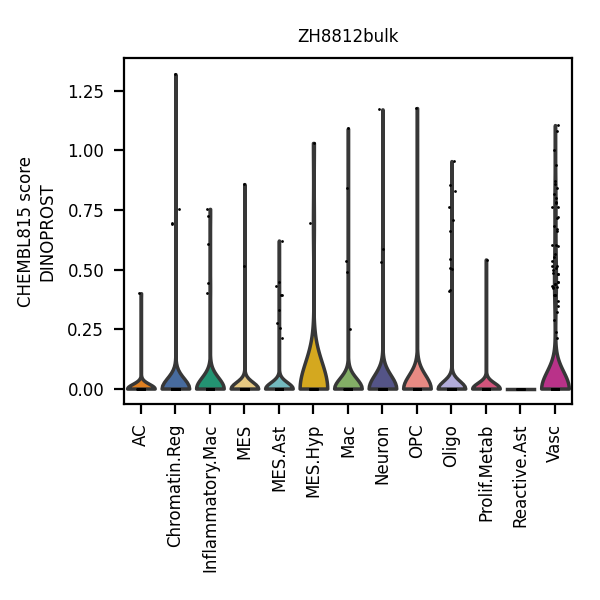 ZH8812bulk
CHEMBL815 score
DINOPROST
1.25
1.00
0.75
0.50
0.25
0.00
AC
Chromatin.Reg
Inflammatory.Mac
MES
MES.Ast
MES.Hyp
Mac
Neuron
OPC
Oligo
Prolif.Metab
Reactive.Ast
Vasc